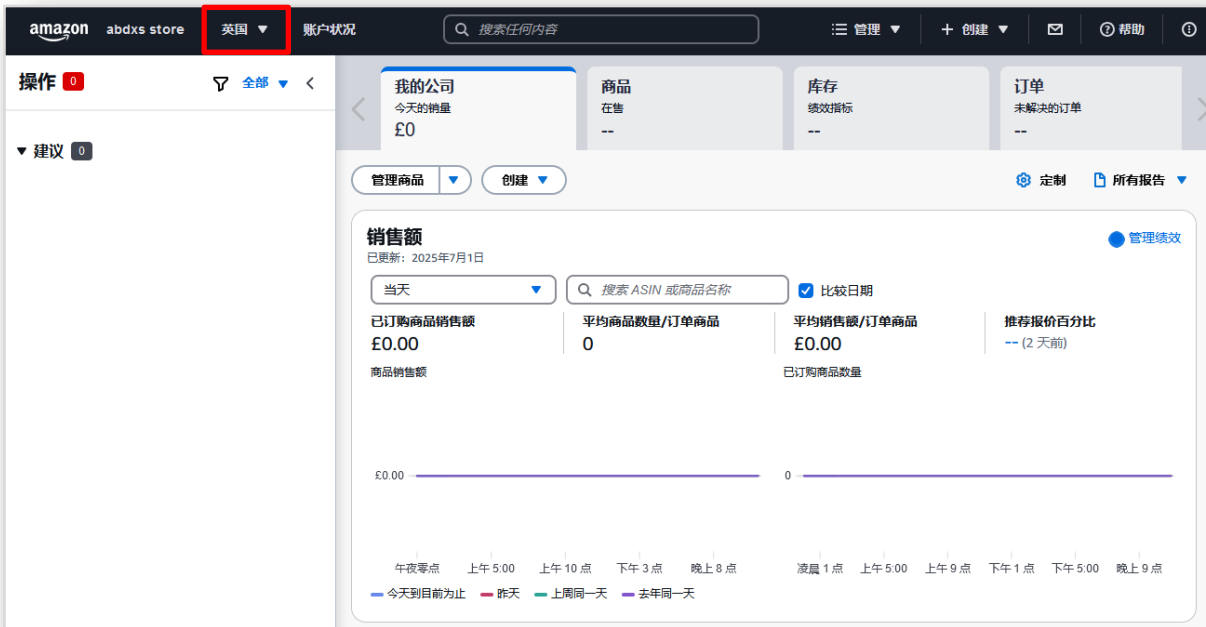 amazon abdxs store 英国 ▼ 账户状况 搜索任何内容 管理 ▼ + 创建 ▼ 帮助
操作 0 全部 ▼
建议 0
我的公司
今天的销量
£0
商品
在售
--
库存
绩效指标
--
订单
未解决的订单
--
管理商品 ▼ 创建 ▼ 定制 所有报告 ▼
销售额
管理绩效
已更新：2025年7月1日
当天 ▼ 搜索 ASIN 或商品名称 比较日期
已订购商品销售额 平均商品数量/订单商品 平均销售额/订单商品 推荐报价百分比
£0.00 0 £0.00 -- (2 天前)
商品销售额 已订购商品数量
£0.00 0
午夜零点 上午 5:00 上午 10 点 下午 3 点 晚上 8 点 凌晨 1 点 上午 5:00 上午 9 点 下午 1 点 下午 5:00 晚上 9 点
今天到目前为止 昨天 上周同一天 去年同一天